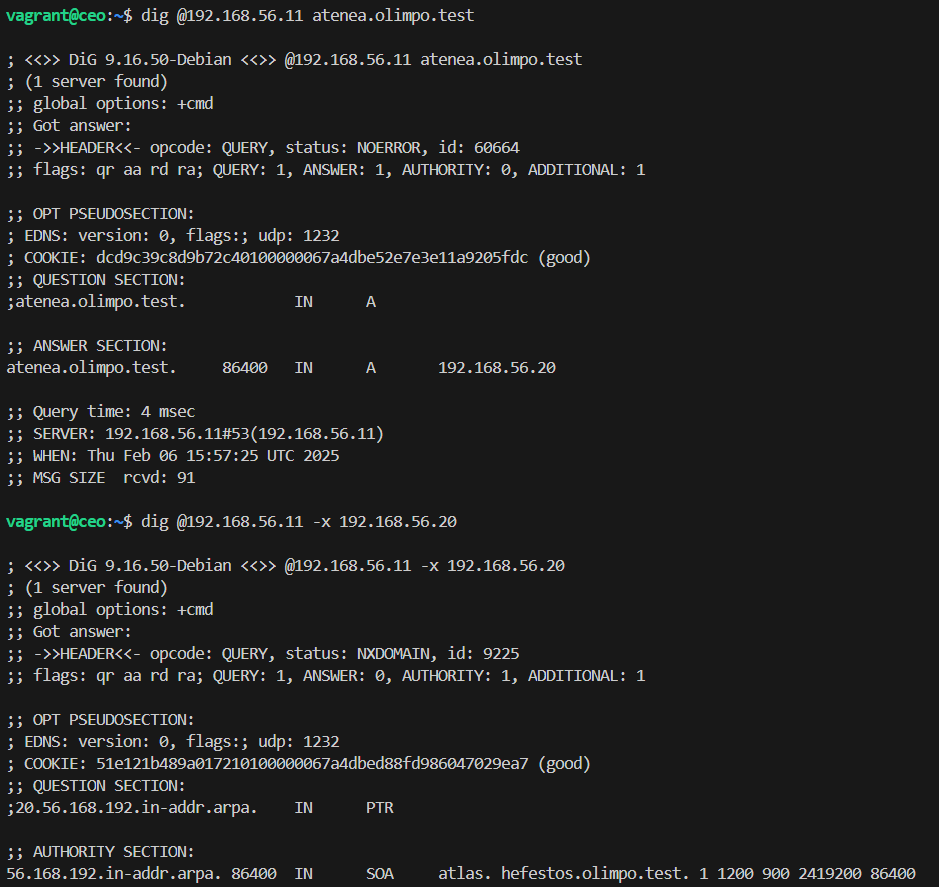 vagrant@ceo:~$ dig @192.168.56.11 atenea.olimpo.test
; <<>> DiG 9.16.50-Debian <<>> @192.168.56.11 atenea.olimpo.test
; (1 server found)
;; global options: +cmd
;; Got answer:
;; ->>HEADER<<- opcode: QUERY, status: NOERROR, id: 60664
;; flags: qr aa rd ra; QUERY: 1, ANSWER: 1, AUTHORITY: 0, ADDITIONAL: 1
;; OPT PSEUDOSECTION:
; EDNS: version: 0, flags:; udp: 1232
; COOKIE: dcd9c39c8d9b72c40100000067a4dbe52e7e3e11a9205fdc (good)
;; QUESTION SECTION:
;atenea.olimpo.test. IN A
;; ANSWER SECTION:
atenea.olimpo.test. 86400 IN A 192.168.56.20
;; Query time: 4 msec
;; SERVER: 192.168.56.11#53(192.168.56.11)
;; WHEN: Thu Feb 06 15:57:25 UTC 2025
;; MSG SIZE rcvd: 91
vagrant@ceo:~$ dig @192.168.56.11 -x 192.168.56.20
; <<>> DiG 9.16.50-Debian <<>> @192.168.56.11 -x 192.168.56.20
; (1 server found)
;; global options: +cmd
;; Got answer:
;; ->>HEADER<<- opcode: QUERY, status: NXDOMAIN, id: 9225
;; flags: qr aa rd ra; QUERY: 1, ANSWER: 0, AUTHORITY: 1, ADDITIONAL: 1
;; OPT PSEUDOSECTION:
; EDNS: version: 0, flags:; udp: 1232
; COOKIE: 51e121b489a017210100000067a4dbed88fd986047029ea7 (good)
;; QUESTION SECTION:
;20.56.168.192.in-addr.arpa. IN PTR
;; AUTHORITY SECTION:
56.168.192.in-addr.arpa. 86400 IN SOA atlas. hefestos.olimpo.test. 1 1200 900 2419200 86400